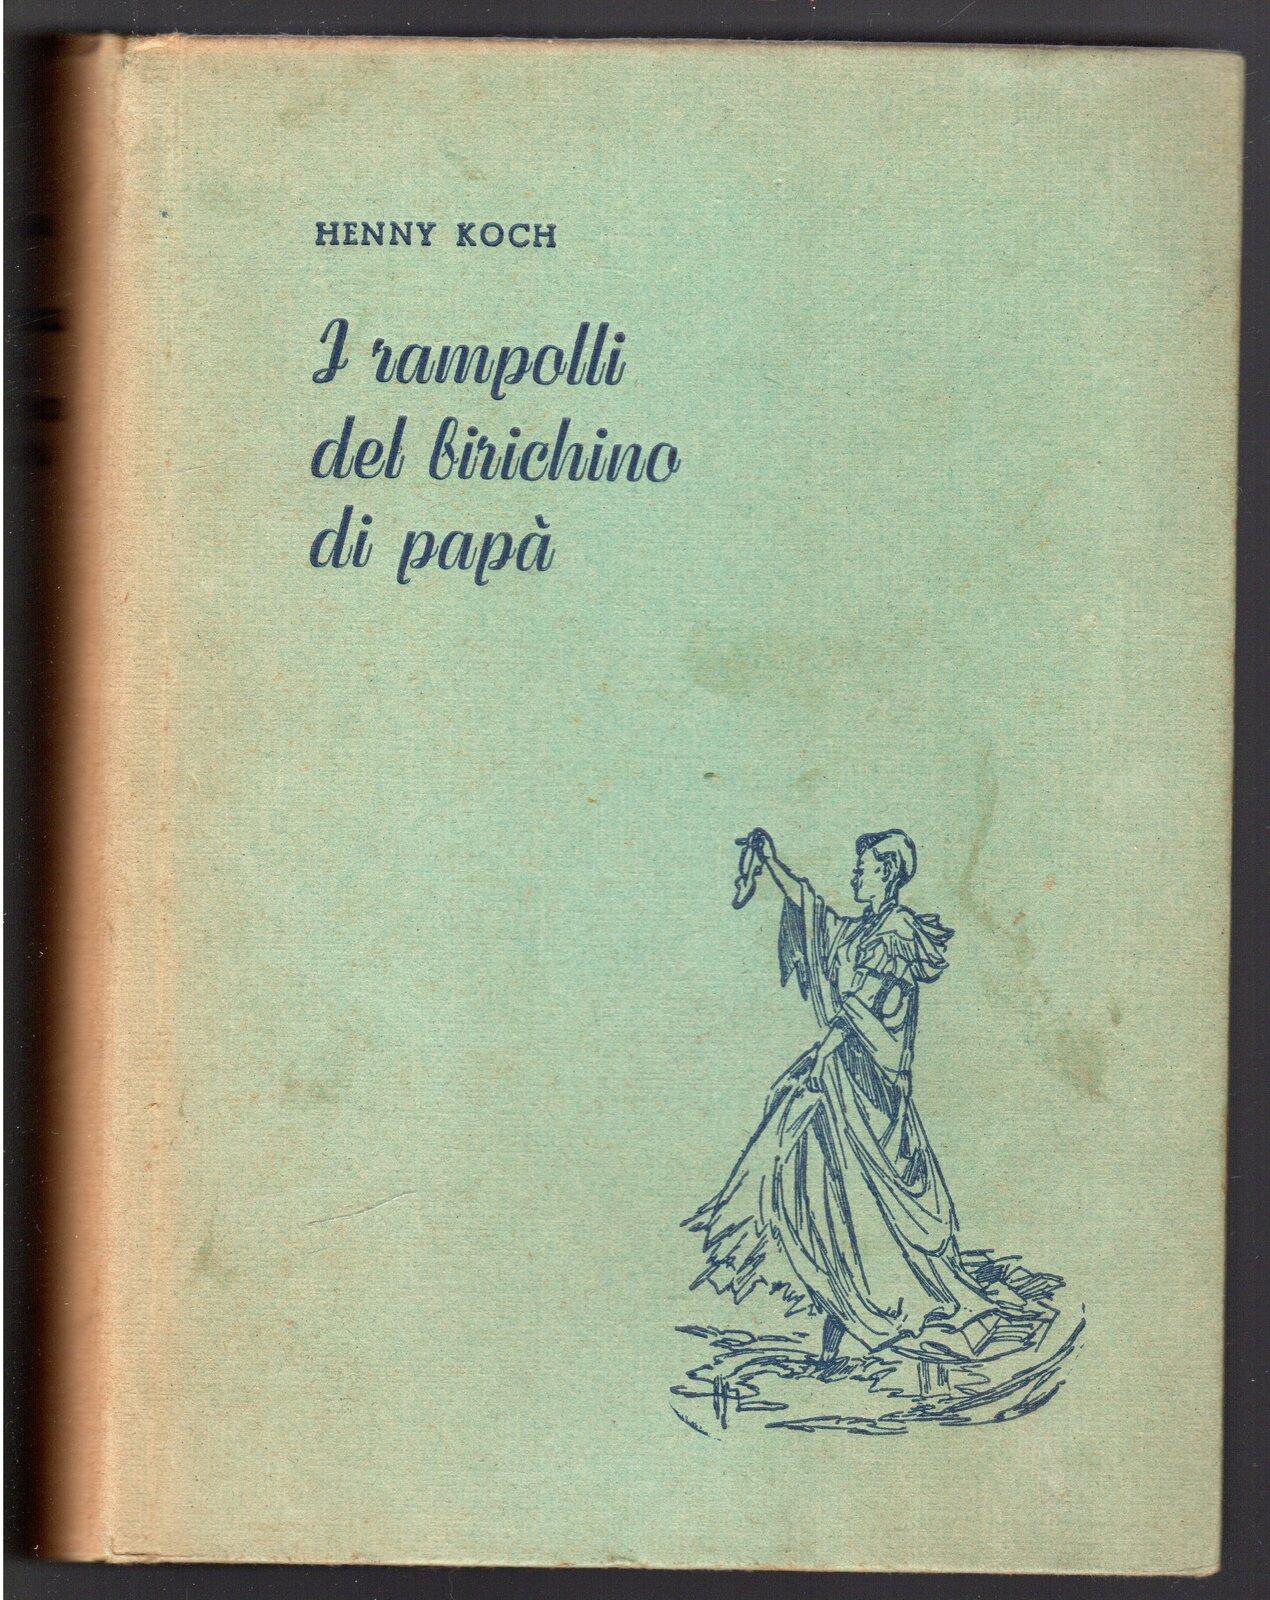 HENNY KOCH
I rampolli
del birichino
di papà